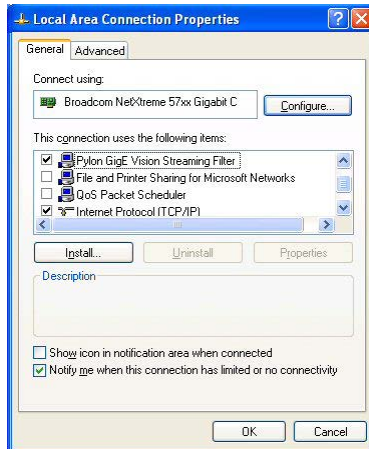 Local Area Connection Properties
General Advanced
Connect using:
Broadcom NetXtreme 57xx Gigabit C Configure...
This connection uses the following items:
Pylon GigE Vision Streaming Filter
File and Printer Sharing for Microsoft Networks
QoS Packet Scheduler
Internet Protocol (TCP/IP)
Install... Uninstall Properties
Description
Show icon in notification area when connected
Notify me when this connection has limited or no connectivity
OK Cancel